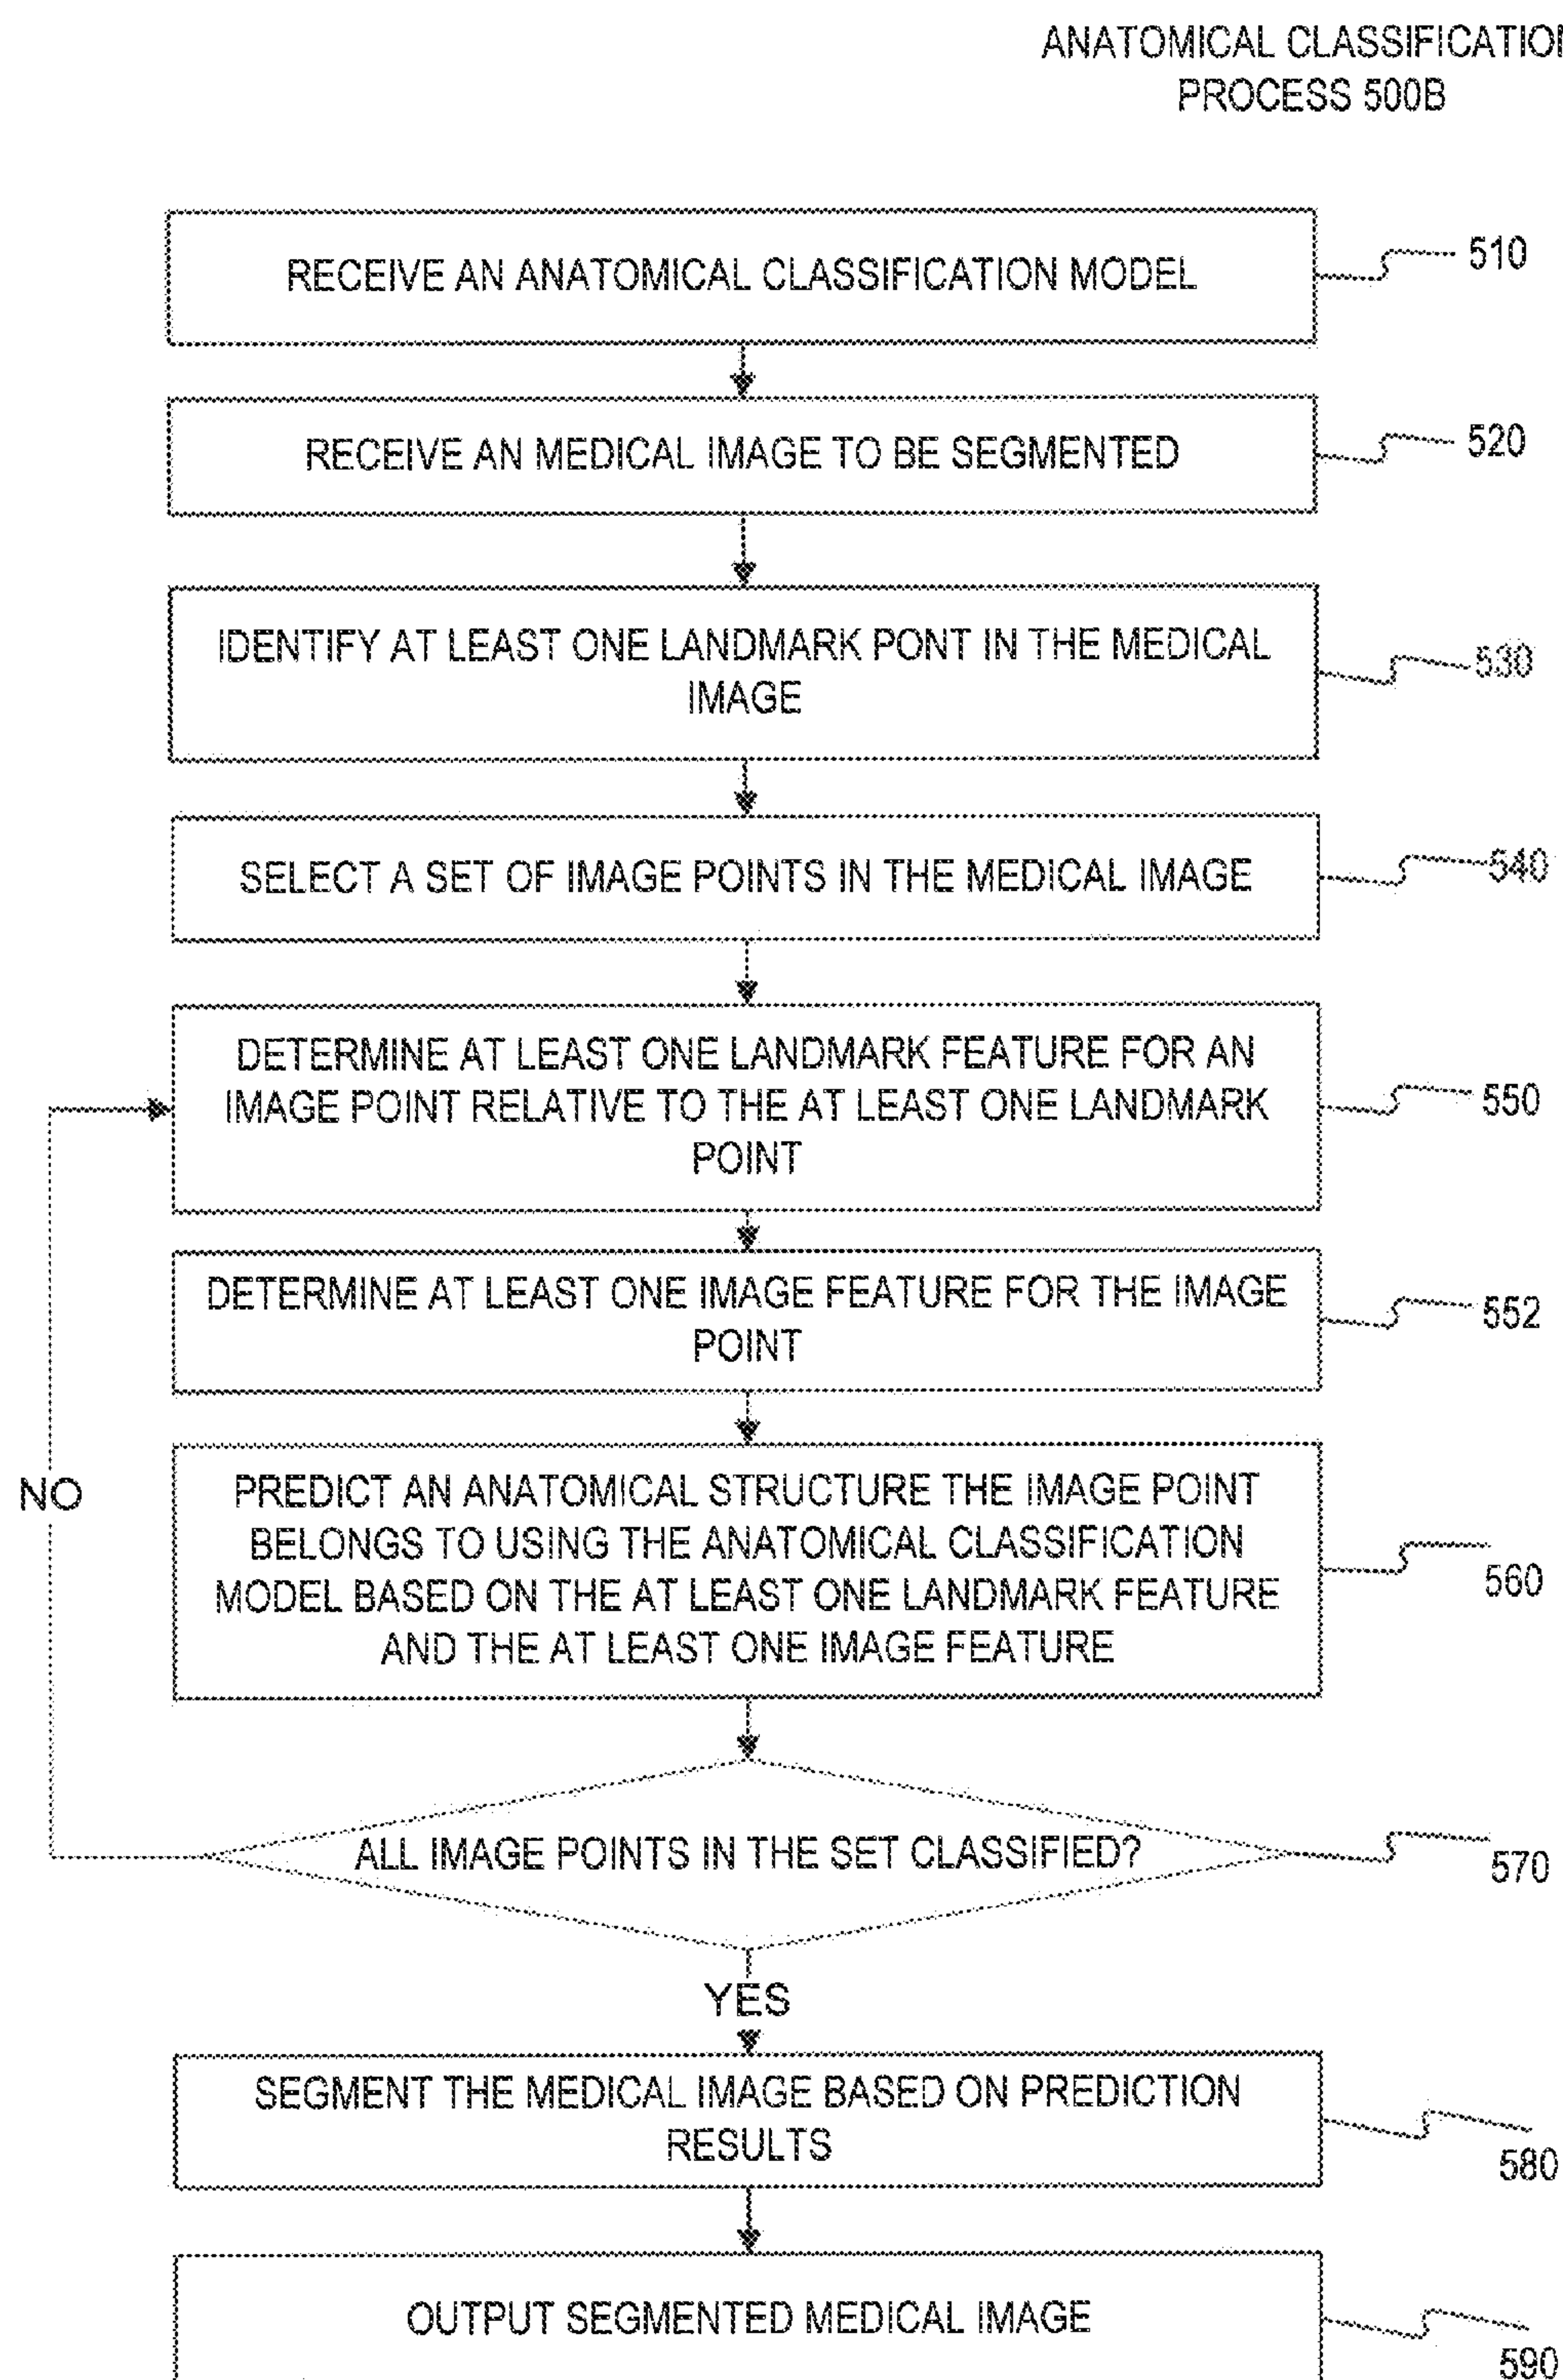 ANATOMICAL CLASSIFICATION
PROCESS 500B
RECEIVE AN ANATOMICAL CLASSIFICATION MODEL
510
RECEIVE AN MEDICAL IMAGE TO BE SEGMENTED
520
IDENTIFY AT LEAST ONE LANDMARK PONT IN THE MEDICAL
IMAGE
530
SELECT A SET OF IMAGE POINTS IN THE MEDICAL IMAGE
540
DETERMINE AT LEAST ONE LANDMARK FEATURE FOR AN
IMAGE POINT RELATIVE TO THE AT LEAST ONE LANDMARK
POINT
550
DETERMINE AT LEAST ONE IMAGE FEATURE FOR THE IMAGE
POINT
552
NO
PREDICT AN ANATOMICAL STRUCTURE THE IMAGE POINT
BELONGS TO USING THE ANATOMICAL CLASSIFICATION
MODEL BASED ON THE AT LEAST ONE LANDMARK FEATURE
AND THE AT LEAST ONE IMAGE FEATURE
560
ALL IMAGE POINTS IN THE SET CLASSIFIED?
570
YES
SEGMENT THE MEDICAL IMAGE BASED ON PREDICTION
RESULTS
580
OUTPUT SEGMENTED MEDICAL IMAGE
590